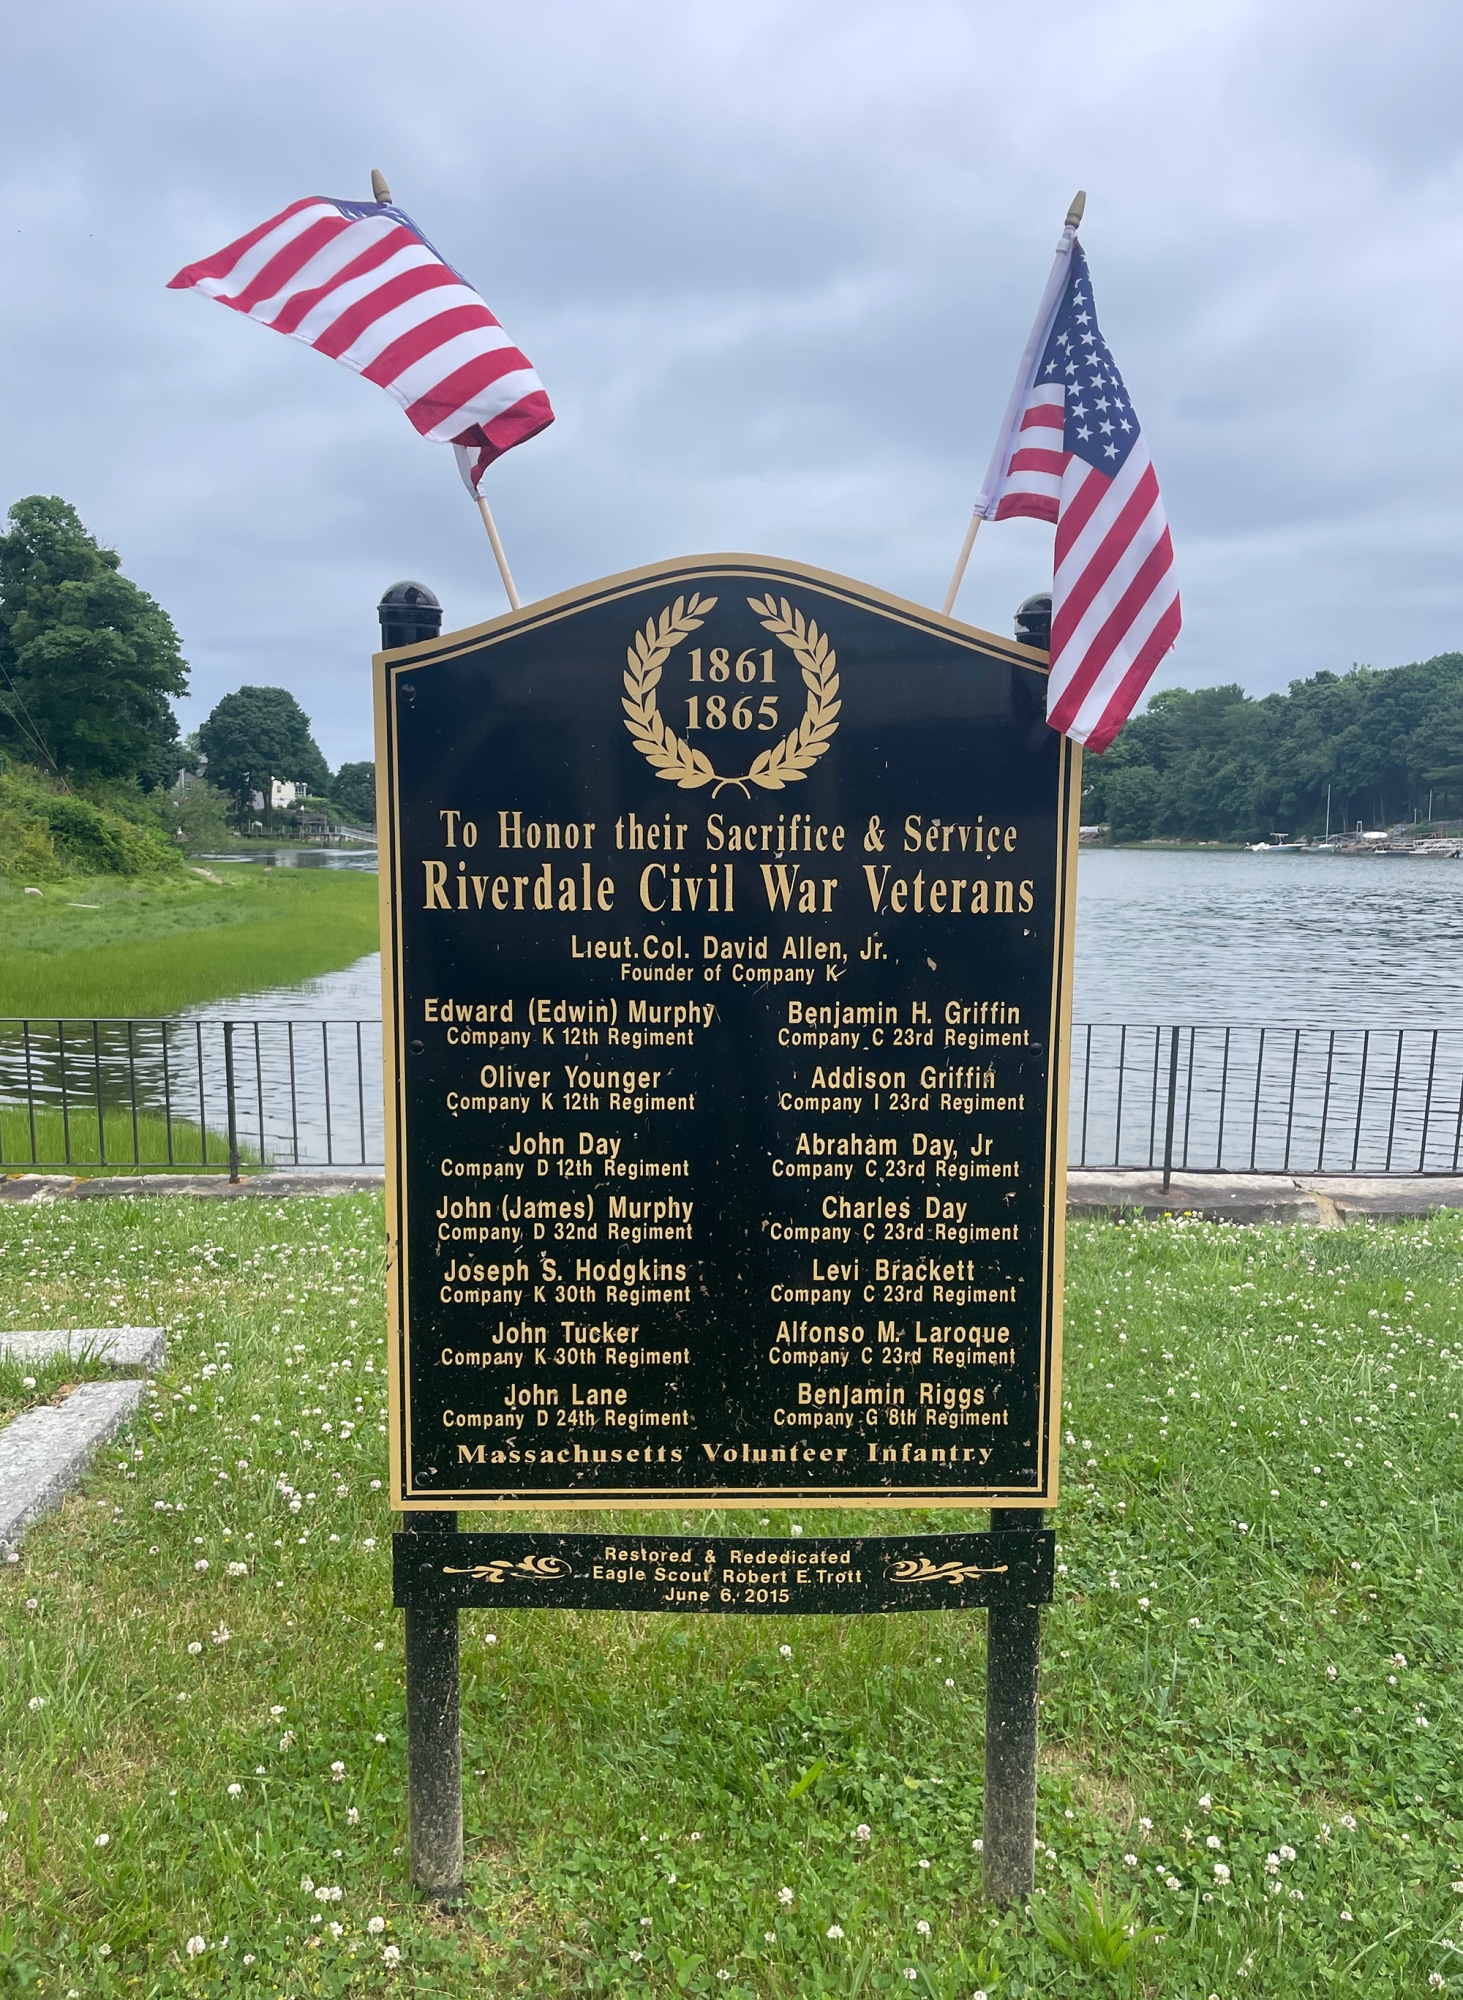 1861
1865
To Honor their Sacrifice & Service
Riverdale Civil War Veterans
Lieut. Col. David Allen, Jr.
Founder of Company K
Edward (Edwin) Murphy
Company K 12th Regiment
Oliver Younger
Company K 12th Regiment
John Day
Company D 12th Regiment
John (James) Murphy
Company D 32nd Regiment
Joseph S. Hodgkins
Company K 30th Regiment
John Tucker
Company K 30th Regiment
John Lane
Company D 24th Regiment
Benjamin H. Griffin
Company C 23rd Regiment
Addison Griffin
Company I 23rd Regiment
Abraham Day, Jr
Company C 23rd Regiment
Charles Day
Company C 23rd Regiment
Levi Brackett
Company C 23rd Regiment
Alfonso M. Laroque
Company C 23rd Regiment
Benjamin Riggs
Company G 8th Regiment
Massachusetts Volunteer Infantry
Restored & Rededicated
Eagle Scout Robert E. Trott
June 6, 2015